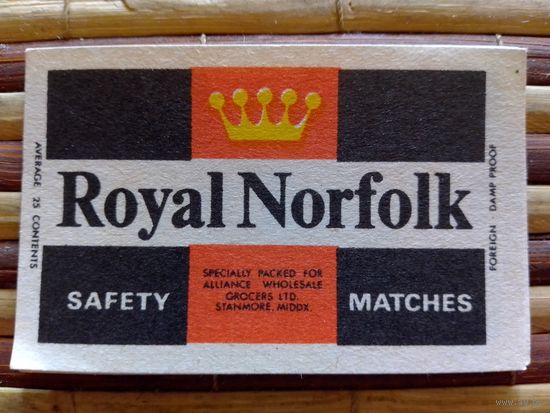 Royal Norfolk
SPECIALLY PACKED FOR
ALLIANCE WHOLESALE
GROCERS LTD.
STANMORE, MIDDX.
SAFETY
MATCHES
AVERAGE 25 CONTENTS
FOREIGN DAMP PROOF